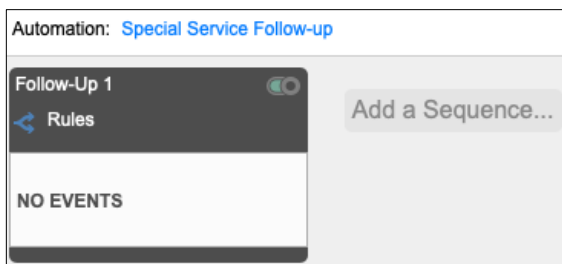 Automation: Special Service Follow-up
Follow-Up 1
Rules
Add a Sequence...
NO EVENTS